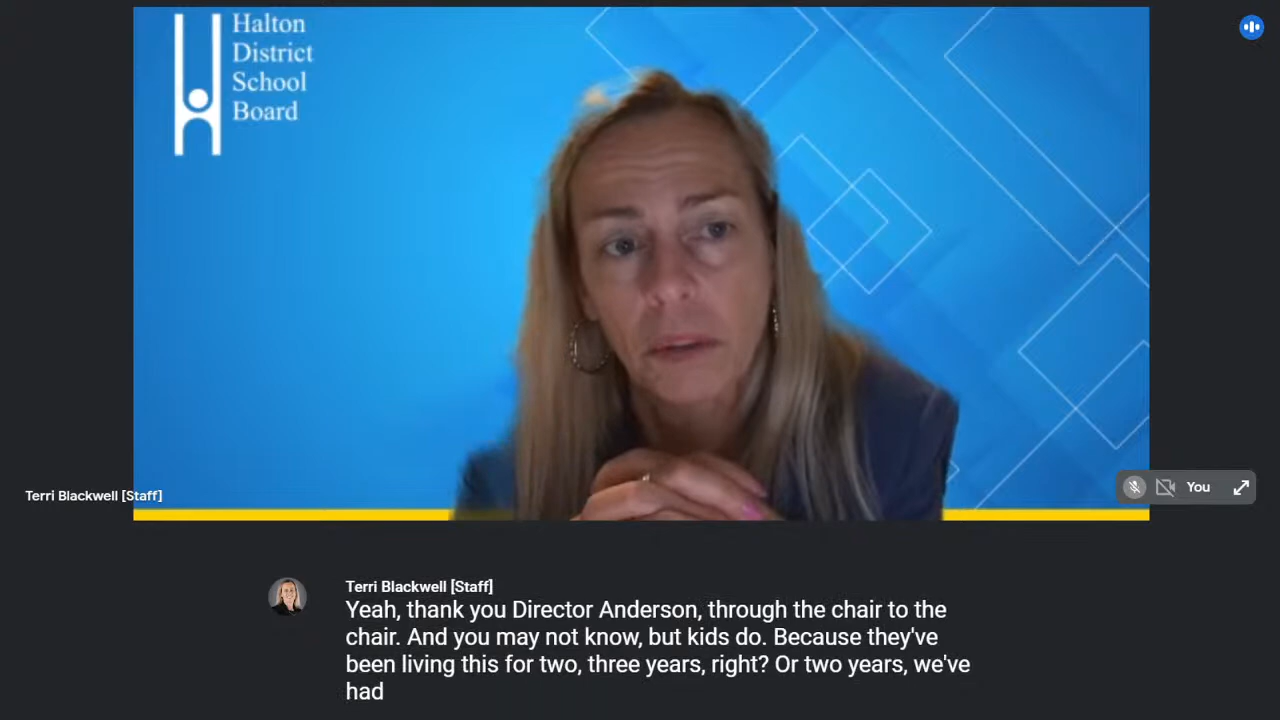 Halton
District
School
Board
Terri Blackwell [Staff]
You
Terri Blackwell [Staff]
Yeah, thank you Director Anderson, through the chair to the
chair. And you may not know, but kids do. Because they've
been living this for two, three years, right? Or two years, we've
had